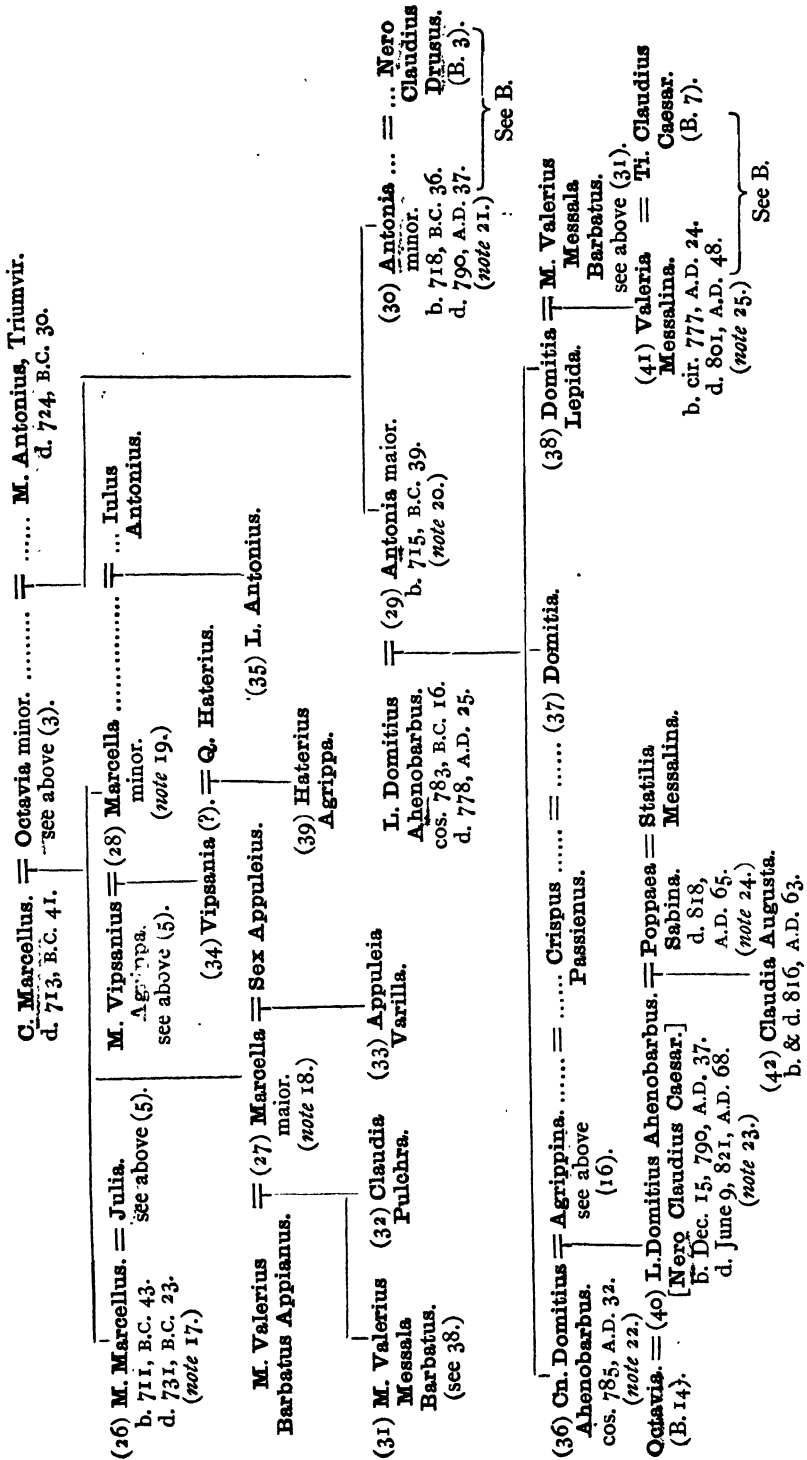 C. Marcellus. = Octavia minor. ......... = ...... M. Antonius, Triumvir.
d. 713, B.C. 41. see above (3). d. 724, B.C. 30.
(26) M. Marcellus. = Julia. M. Vipsanius = (28) Marcella ............... = ... Iulus
b. 711, B.C. 43. see above (5). Agrippa. minor. Antonius.
d. 731, B.C. 23. see above (5). (note 19.)
(note 17.)
(34) Vipsania (?). = Q. Haterius. (35) L. Antonius.
M. Valerius = (27) Marcella = Sex Appuleius.
Barbatus Appianus. maior.
(note 18.)
(39) Haterius
Agrippa.
(31) M. Valerius (32) Claudia (33) Appuleia
Messala Pulchra. Varilla.
Barbatus.
(see 38.)
L. Domitius = (29) Antonia maior. (30) Antonia ... = ... Nero
Ahenobarbus. b. 715, B.C. 39. minor. Claudius
cos. 783, B.C. 16. (note 20.) b. 718, B.C. 36. Drusus.
d. 778, A.D. 25. d. 790, A.D. 37. (B. 3).
(note 21.)
See B.
(36) Cn. Domitius = Agrippina. ...... = ...... Crispus ...... = ...... (37) Domitia. (38) Domitia = M. Valerius
Ahenobarbus. see above Passienus. Lepida. Messala
cos. 785, A.D. 32. (16). Barbatus.
(note 22.) see above (31).
Octavia. = (40) L. Domitius Ahenobarbus. = Poppaea = Statilia (41) Valeria = Ti. Claudius
(B. 14). [Nero Claudius Caesar.] Sabina. Messalina. Messalina. Caesar.
b. Dec. 15, 790, A.D. 37. d. 818, b. cir. 777, A.D. 24. (B. 7).
d. June 9, 821, A.D. 68. A.D. 65. d. 801, A.D. 48.
(note 23.) (note 24.) (note 25.)
(42) Claudia Augusta. See B.
b. & d. 816, A.D. 63.